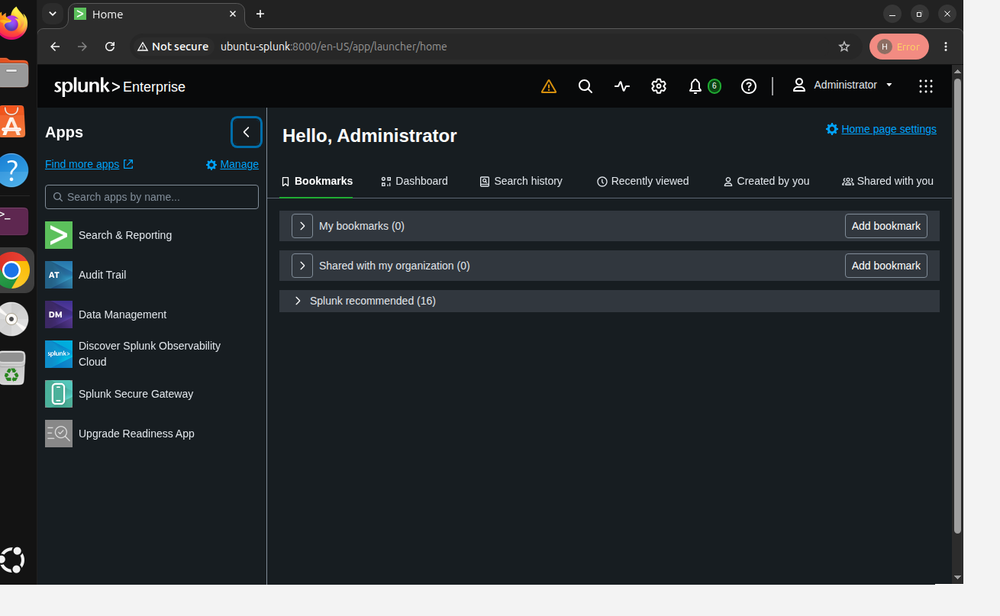 Home
Not secure ubuntu-splunk:8000/en-US/app/launcher/home
H Error
splunk>Enterprise
6
Administrator
Apps
Find more apps
Manage
Search apps by name...
Search & Reporting
AT Audit Trail
DM Data Management
splunk> Discover Splunk Observability
Cloud
Splunk Secure Gateway
Upgrade Readiness App
Hello, Administrator
Home page settings
Bookmarks Dashboard Search history Recently viewed Created by you Shared with you
My bookmarks (0) Add bookmark
Shared with my organization (0) Add bookmark
Splunk recommended (16)